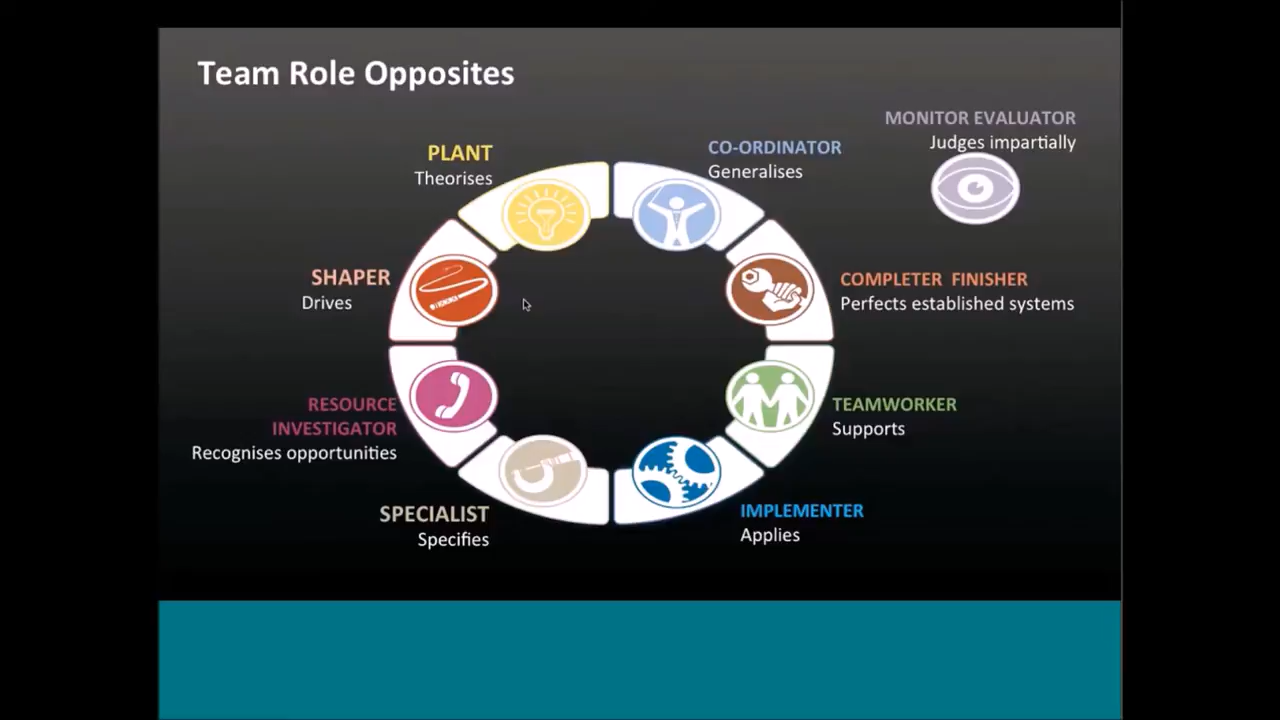 Team Role Opposites
MONITOR EVALUATOR
Judges impartially
PLANT
Theorises
CO-ORDINATOR
Generalises
SHAPER
Drives
COMPLETER FINISHER
Perfects established systems
RESOURCE
INVESTIGATOR
Recognises opportunities
TEAMWORKER
Supports
SPECIALIST
Specifies
IMPLEMENTER
Applies